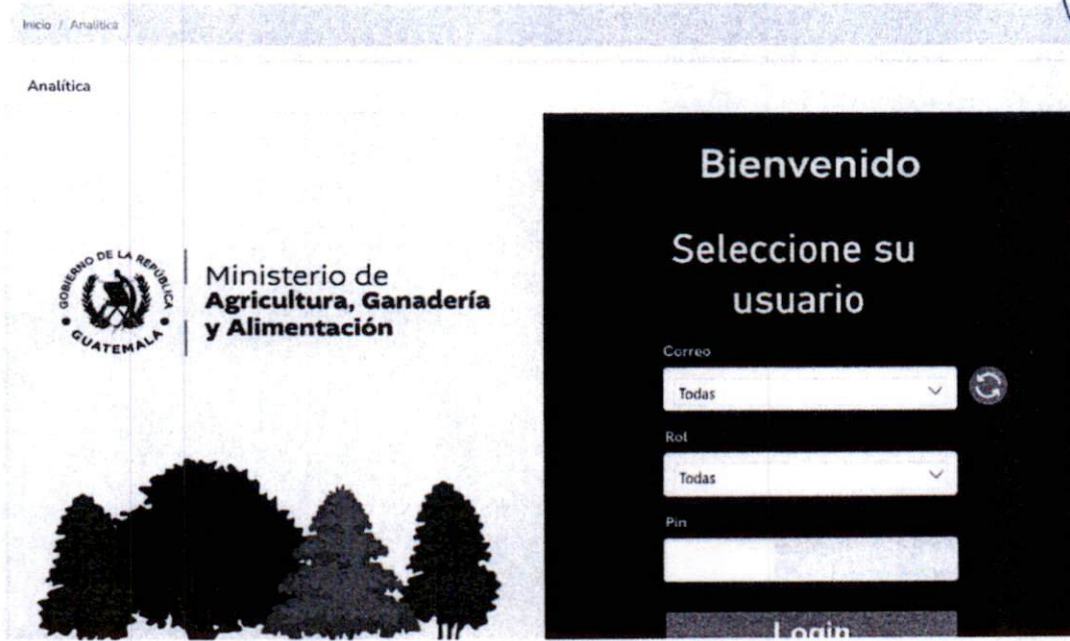 Inicio / Analítica
Analítica
GOBIERNO DE LA REPÚBLICA
GUATEMALA
Ministerio de
Agricultura, Ganadería
y Alimentación
Bienvenido
Seleccione su
usuario
Correo
Todas
Rol
Todas
Pin
Login